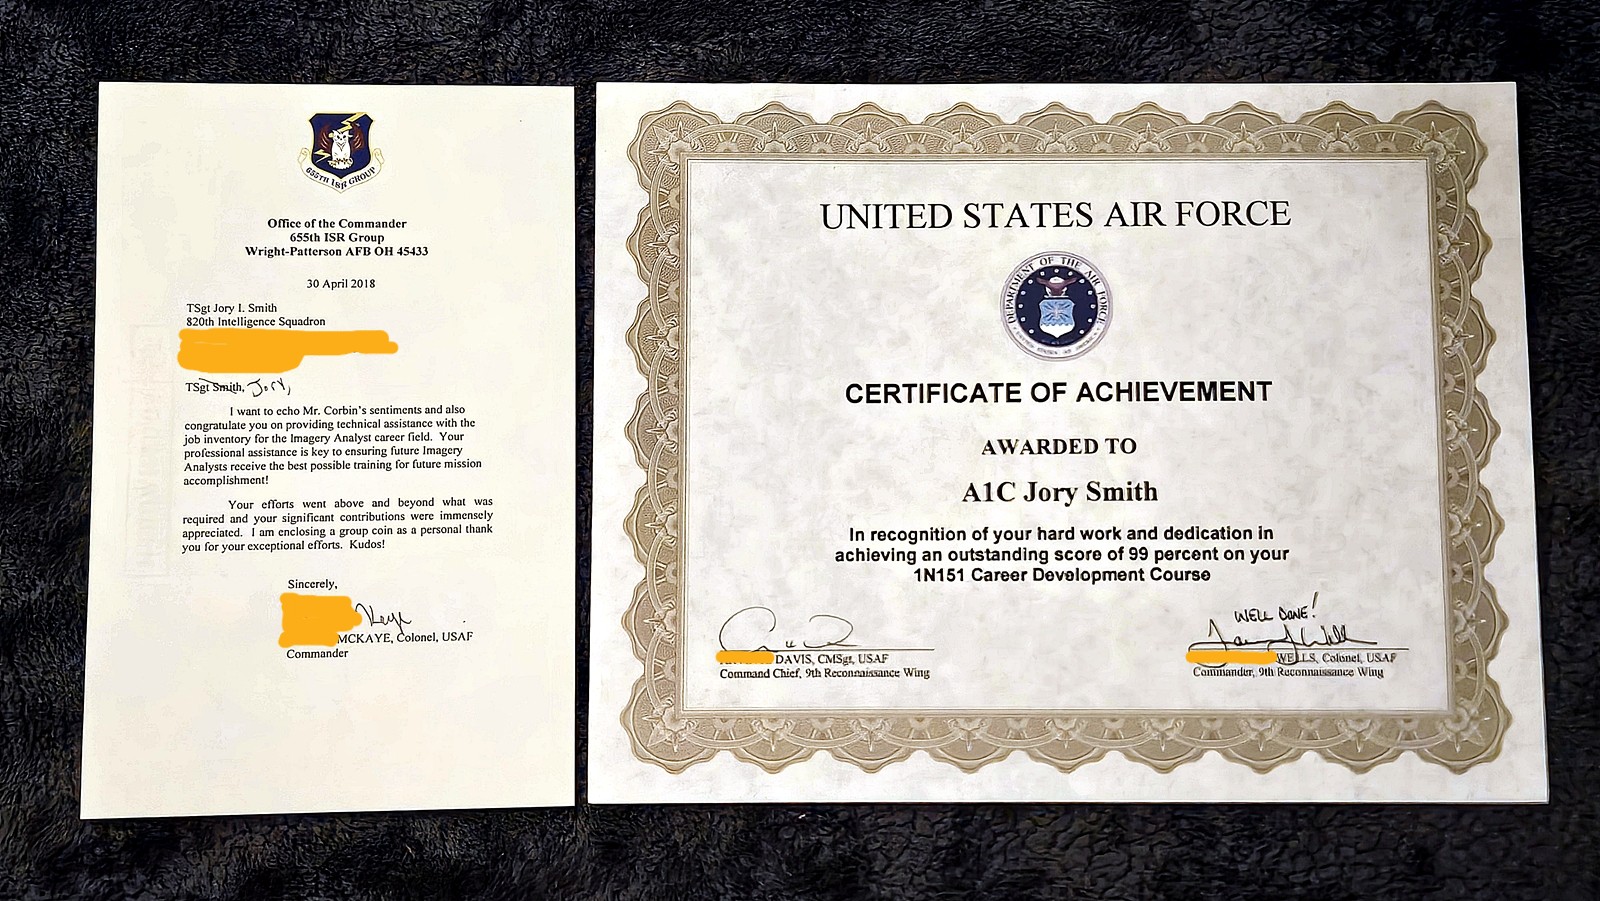 655TH ISR GROUP
Office of the Commander
655th ISR Group
Wright-Patterson AFB OH 45433
30 April 2018
TSgt Jory I. Smith
820th Intelligence Squadron
TSgt Smith, Jory,
I want to echo Mr. Corbin's sentiments and also
congratulate you on providing technical assistance with the
job inventory for the Imagery Analyst career field. Your
professional assistance is key to ensuring future Imagery
Analysts receive the best possible training for future mission
accomplishment!
Your efforts went above and beyond what was
required and your significant contributions were immensely
appreciated. I am enclosing a group coin as a personal thank
you for your exceptional efforts. Kudos!
Sincerely,
MCKAYE, Colonel, USAF
Commander
UNITED STATES AIR FORCE
DEPARTMENT OF THE AIR FORCE
UNITED STATES OF AMERICA
CERTIFICATE OF ACHIEVEMENT
AWARDED TO
A1C Jory Smith
In recognition of your hard work and dedication in
achieving an outstanding score of 99 percent on your
1N151 Career Development Course
DAVIS, CMSgt, USAF
Command Chief, 9th Reconnaissance Wing
WELL DONE!
WELLS, Colonel, USAF
Commander, 9th Reconnaissance Wing